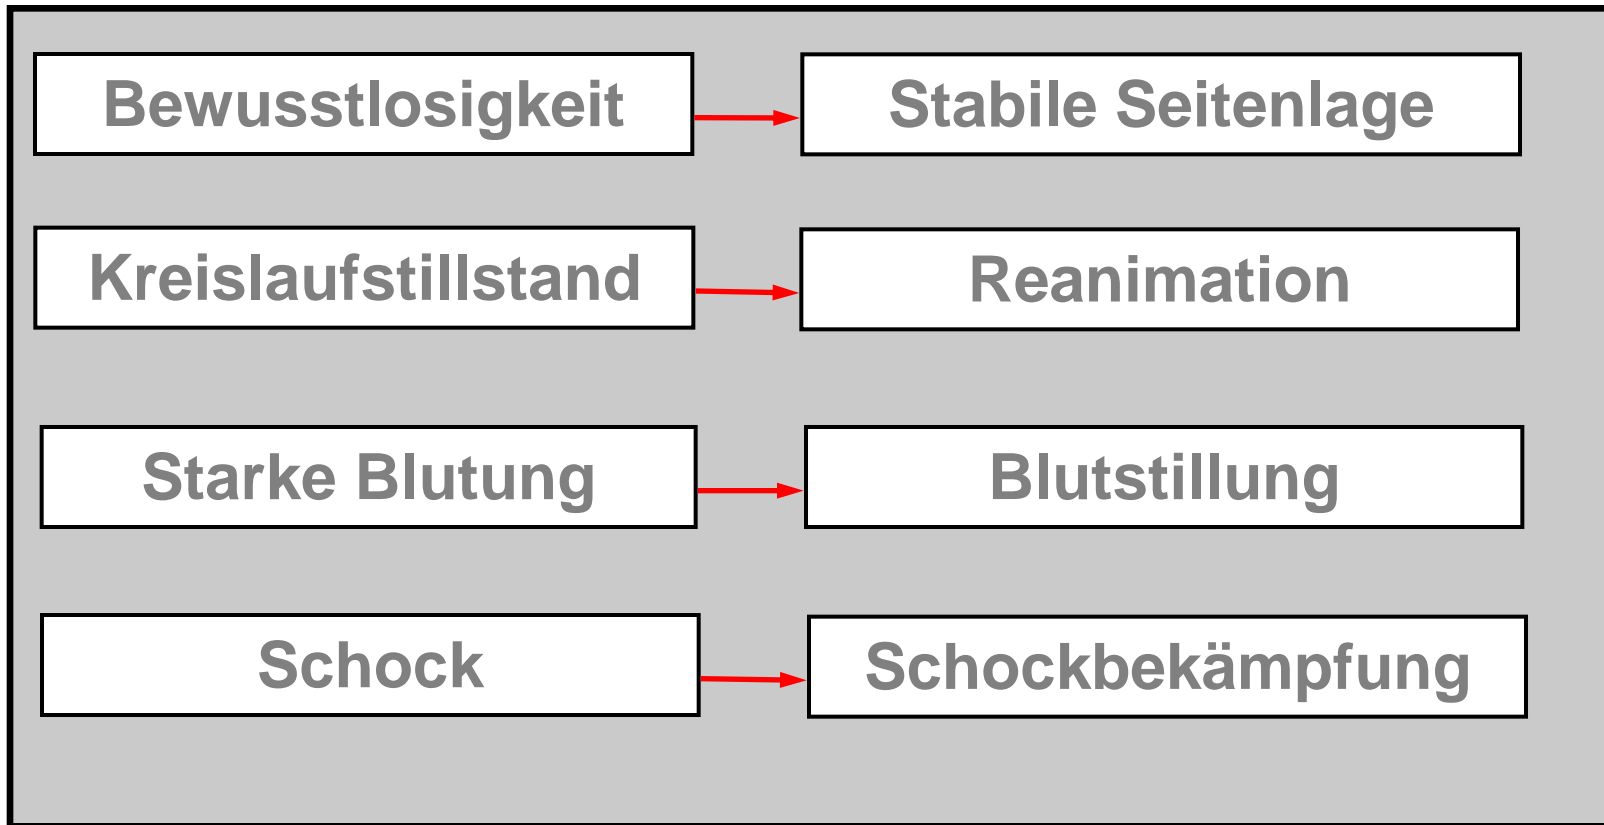 Bewusstlosigkeit
Stabile Seitenlage
Kreislaufstillstand
Reanimation
Starke Blutung
Blutstillung
Schock
Schockbekämpfung